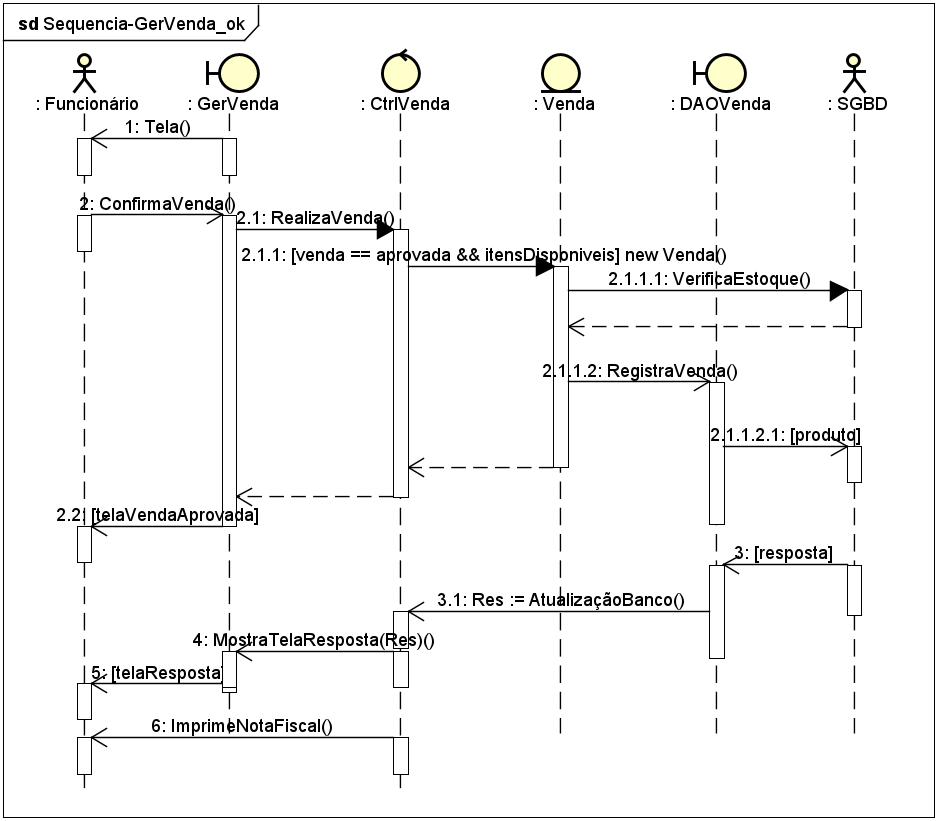 sd Sequencia-GerVenda_ok
: Funcionário : GerVenda : CtrlVenda : Venda : DAOVenda : SGBD
1: Tela()
2: ConfirmaVenda()
2.1: RealizaVenda()
2.1.1: [venda == aprovada && itensDisponiveis] new Venda()
2.1.1.1: VerificaEstoque()
2.1.1.2: RegistraVenda()
2.1.1.2.1: [produto]
2.2: [telaVendaAprovada]
3: [resposta]
3.1: Res := AtualizaçãoBanco()
4: MostraTelaResposta(Res)()
5: [telaResposta]
6: ImprimeNotaFiscal()